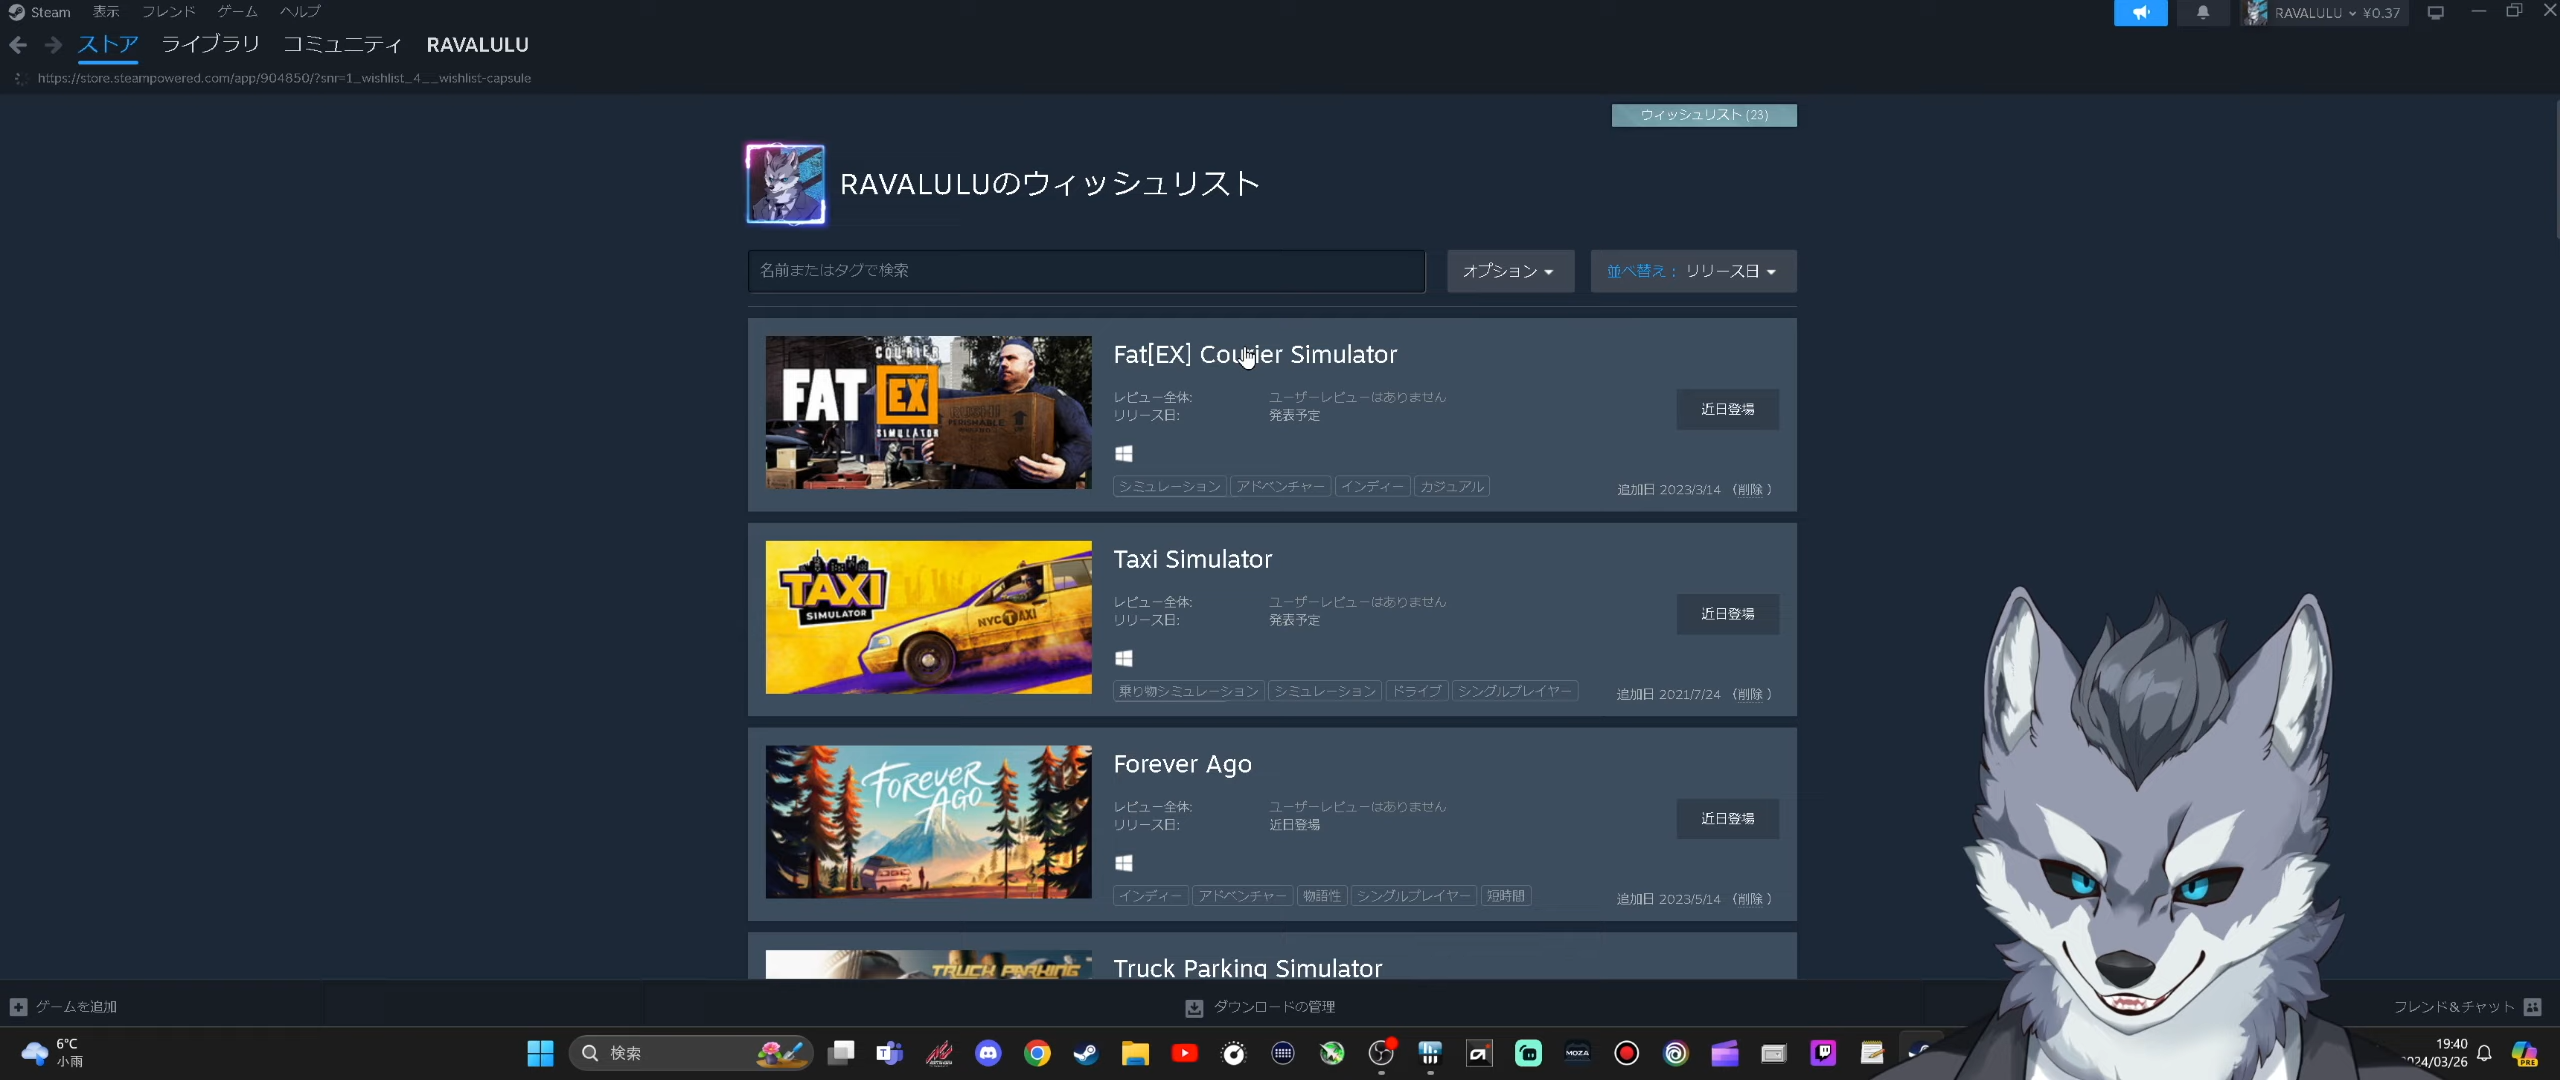 Steam 表示 フレンド ゲーム ヘルプ
RAVALULU ¥0.37
ストア ライブラリ コミュニティ RAVALULU
https://store.steampowered.com/app/904850/?snr=1_wishlist_4__wishlist-capsule
ウィッシュリスト (23)
RAVALULUのウィッシュリスト
名前またはタグで検索
オプション
並べ替え： リリース日
COURIER
FAT EX
SIMULATOR
Fat[EX] Courier Simulator
レビュー全体: ユーザーレビューはありません
リリース日: 発表予定
近日登場
シミュレーション アドベンチャー インディー カジュアル
追加日 2023/3/14 （削除 ）
TAXI
SIMULATOR
NYC TAXI
Taxi Simulator
レビュー全体: ユーザーレビューはありません
リリース日: 発表予定
近日登場
乗り物シミュレーション シミュレーション ドライブ シングルプレイヤー
追加日 2021/7/24 （削除 ）
FOREVER
AGO
Forever Ago
レビュー全体: ユーザーレビューはありません
リリース日: 近日登場
近日登場
インディー アドベンチャー 物語性 シングルプレイヤー 短時間
追加日 2023/5/14 （削除 ）
TRUCK PARKING
Truck Parking Simulator
ゲームを追加
ダウンロードの管理
フレンド＆チャット
6°C
小雨
検索
MOZA
19:40
2024/03/26
PRE